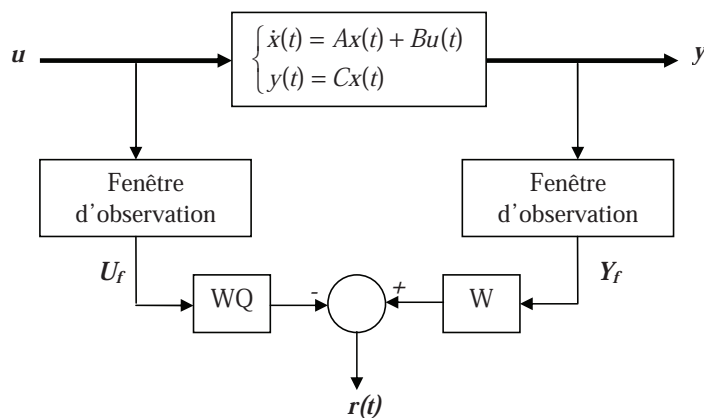 u
ẋ(t) = Ax(t) + Bu(t)
y(t) = Cx(t)
y
Fenêtre
d'observation
Fenêtre
d'observation
U_f
WQ
-
+
W
Y_f
r(t)